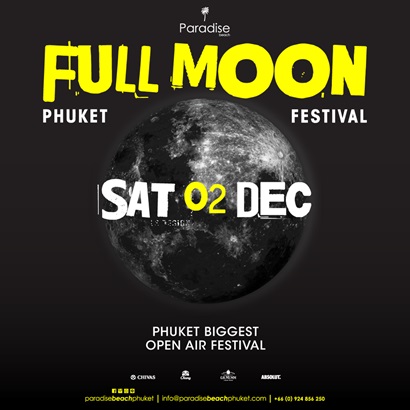 Paradise
beach
FULL MOON
PHUKET FESTIVAL
SAT 02 DEC
PHUKET BIGGEST
OPEN AIR FESTIVAL
CHIVAS Chang ABSOLUT.
paradisebeachphuket | info@paradisebeachphuket.com | +66 (0) 924 856 250